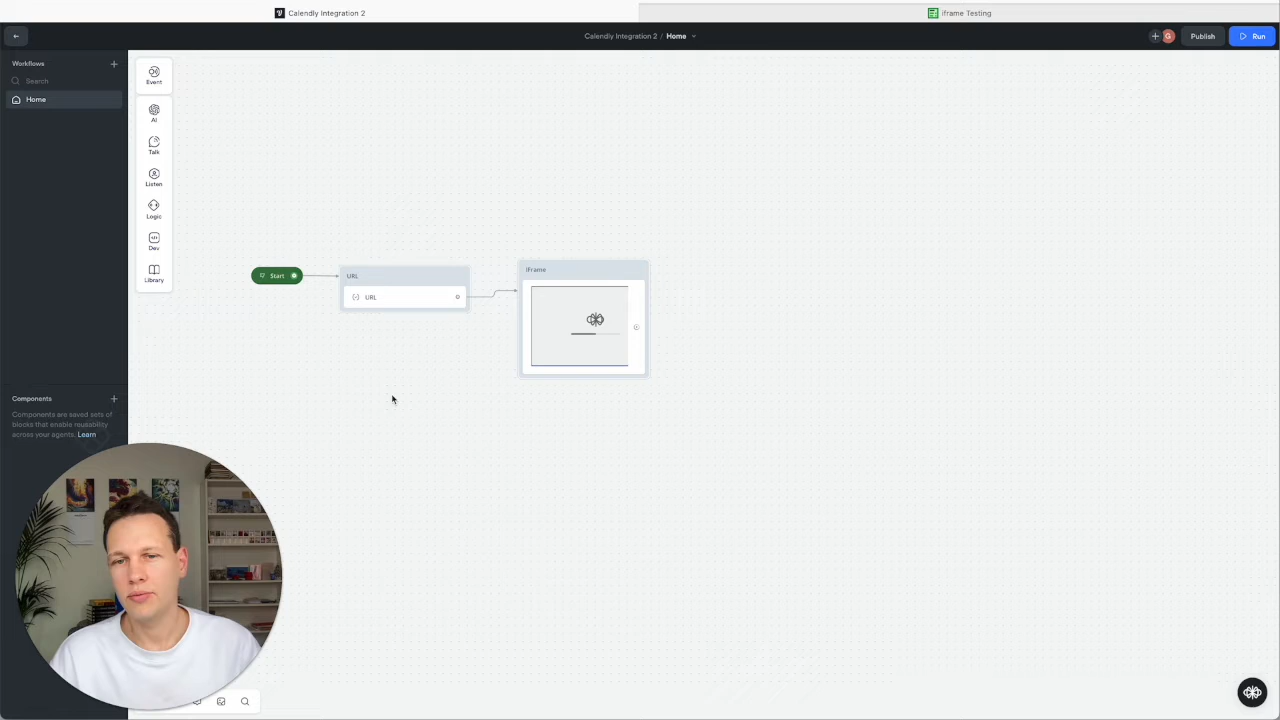 Calendly Integration 2
iframe Testing
Calendly Integration 2 / Home
G
Publish
Run
Workflows
Search
Home
Event
AI
Talk
Listen
Logic
Dev
Library
Start
URL
URL
iFrame
Components
Components are saved sets of
blocks that enable reusability
across your agents. Learn